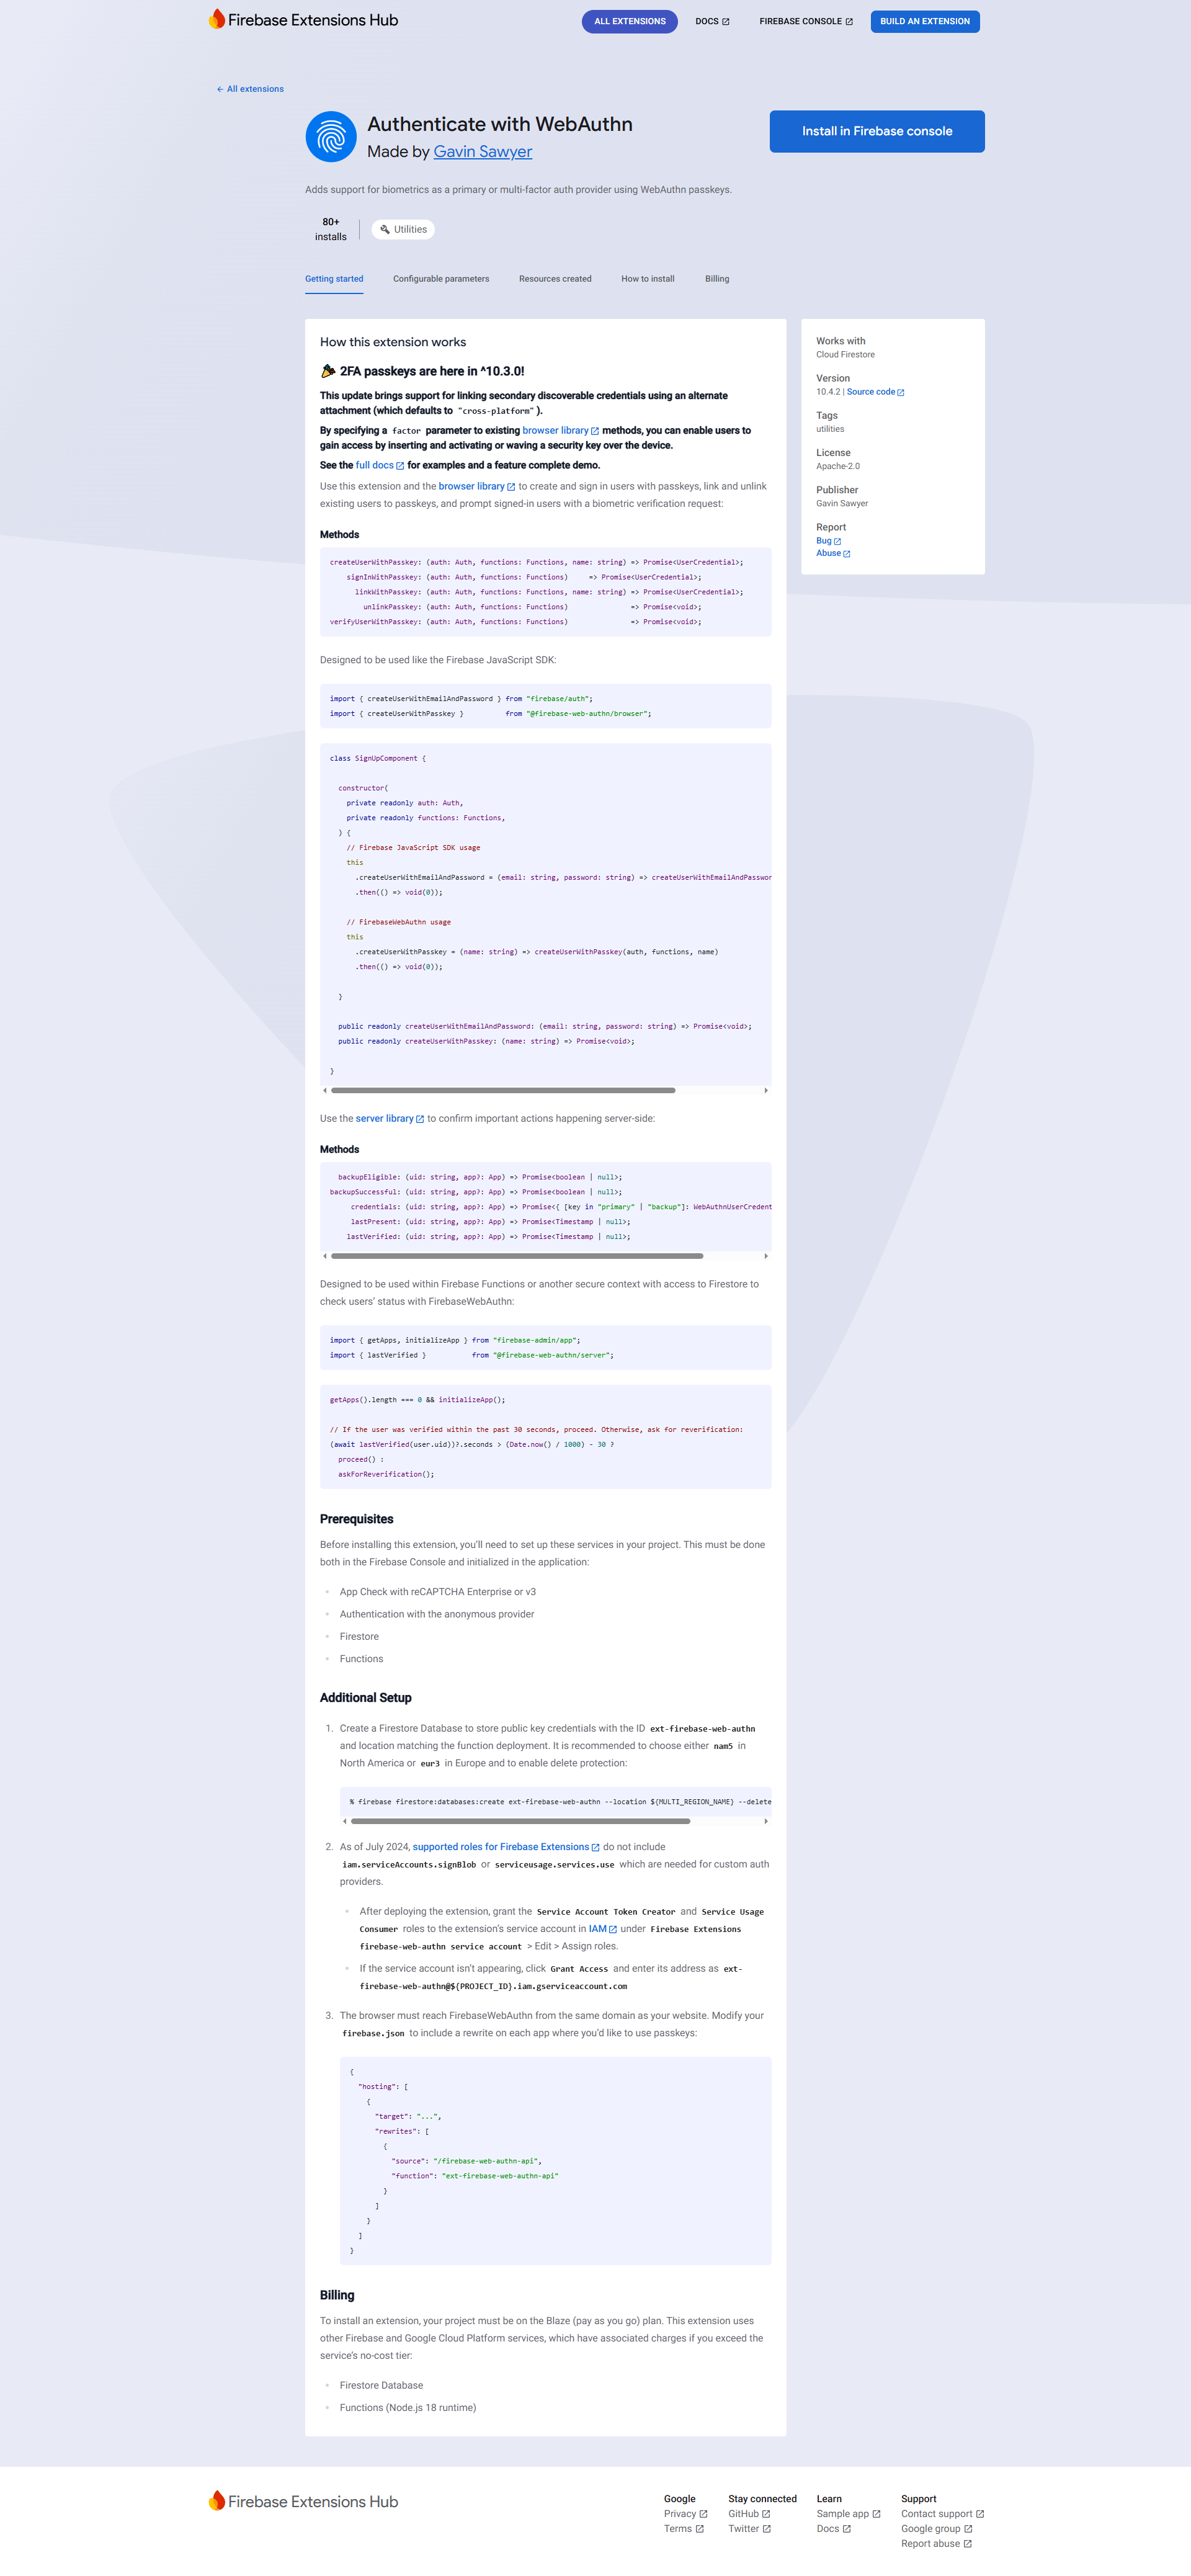 Firebase Extensions Hub
ALL EXTENSIONS
DOCS
FIREBASE CONSOLE
BUILD AN EXTENSION
← All extensions
Authenticate with WebAuthn
Made by Gavin Sawyer
Install in Firebase console
Adds support for biometrics as a primary or multi-factor auth provider using WebAuthn passkeys.
80+
installs
Utilities
Getting started
Configurable parameters
Resources created
How to install
Billing
How this extension works
🎉 2FA passkeys are here in ^10.3.0!
This update brings support for linking secondary discoverable credentials using an alternate
attachment (which defaults to "cross-platform" ).
By specifying a factor parameter to existing browser library methods, you can enable users to
gain access by inserting and activating or waving a security key over the device.
See the full docs for examples and a feature complete demo.
Use this extension and the browser library to create and sign in users with passkeys, link and unlink
existing users to passkeys, and prompt signed-in users with a biometric verification request:
Methods
createUserWithPasskey: (auth: Auth, functions: Functions, name: string) => Promise<UserCredential>;
    signInWithPasskey: (auth: Auth, functions: Functions)     => Promise<UserCredential>;
      linkWithPasskey: (auth: Auth, functions: Functions, name: string) => Promise<UserCredential>;
        unlinkPasskey: (auth: Auth, functions: Functions)               => Promise<void>;
verifyUserWithPasskey: (auth: Auth, functions: Functions)               => Promise<void>;
Designed to be used like the Firebase JavaScript SDK:
import { createUserWithEmailAndPassword } from "firebase/auth";
import { createUserWithPasskey }          from "@firebase-web-authn/browser";
class SignUpComponent {
  constructor(
    private readonly auth: Auth,
    private readonly functions: Functions,
  ) {
    // Firebase JavaScript SDK usage
    this
      .createUserWithEmailAndPassword = (email: string, password: string) => createUserWithEmailAndPasswor
      .then(() => void(0));
    // FirebaseWebAuthn usage
    this
      .createUserWithPasskey = (name: string) => createUserWithPasskey(auth, functions, name)
      .then(() => void(0));
  }
  public readonly createUserWithEmailAndPassword: (email: string, password: string) => Promise<void>;
  public readonly createUserWithPasskey: (name: string) => Promise<void>;
}
Use the server library to confirm important actions happening server-side:
Methods
  backupEligible: (uid: string, app?: App) => Promise<boolean | null>;
backupSuccessful: (uid: string, app?: App) => Promise<boolean | null>;
     credentials: (uid: string, app?: App) => Promise<{ [key in "primary" | "backup"]: WebAuthnUserCredent
     lastPresent: (uid: string, app?: App) => Promise<Timestamp | null>;
    lastVerified: (uid: string, app?: App) => Promise<Timestamp | null>;
Designed to be used within Firebase Functions or another secure context with access to Firestore to
check users’ status with FirebaseWebAuthn:
import { getApps, initializeApp } from "firebase-admin/app";
import { lastVerified }           from "@firebase-web-authn/server";
getApps().length === 0 && initializeApp();
// If the user was verified within the past 30 seconds, proceed. Otherwise, ask for reverification:
(await lastVerified(user.uid))?.seconds > (Date.now() / 1000) - 30 ?
  proceed() :
  askForReverification();
Prerequisites
Before installing this extension, you’ll need to set up these services in your project. This must be done
both in the Firebase Console and initialized in the application:
• App Check with reCAPTCHA Enterprise or v3
• Authentication with the anonymous provider
• Firestore
• Functions
Additional Setup
1. Create a Firestore Database to store public key credentials with the ID ext-firebase-web-authn
and location matching the function deployment. It is recommended to choose either nam5 in
North America or eur3 in Europe and to enable delete protection:
% firebase firestore:databases:create ext-firebase-web-authn --location ${MULTI_REGION_NAME} --delete
2. As of July 2024, supported roles for Firebase Extensions do not include
iam.serviceAccounts.signBlob or serviceusage.services.use which are needed for custom auth
providers.
• After deploying the extension, grant the Service Account Token Creator and Service Usage
Consumer roles to the extension’s service account in IAM under Firebase Extensions
firebase-web-authn service account > Edit > Assign roles.
• If the service account isn’t appearing, click Grant Access and enter its address as ext-
firebase-web-authn@${PROJECT_ID}.iam.gserviceaccount.com
3. The browser must reach FirebaseWebAuthn from the same domain as your website. Modify your
firebase.json to include a rewrite on each app where you’d like to use passkeys:
{
  "hosting": [
    {
      "target": "...",
      "rewrites": [
        {
          "source": "/firebase-web-authn-api",
          "function": "ext-firebase-web-authn-api"
        }
      ]
    }
  ]
}
Billing
To install an extension, your project must be on the Blaze (pay as you go) plan. This extension uses
other Firebase and Google Cloud Platform services, which have associated charges if you exceed the
service’s no-cost tier:
• Firestore Database
• Functions (Node.js 18 runtime)
Works with
Cloud Firestore
Version
10.4.2 | Source code
Tags
utilities
License
Apache-2.0
Publisher
Gavin Sawyer
Report
Bug
Abuse
Firebase Extensions Hub
Google
Privacy
Terms
Stay connected
GitHub
Twitter
Learn
Sample app
Docs
Support
Contact support
Google group
Report abuse